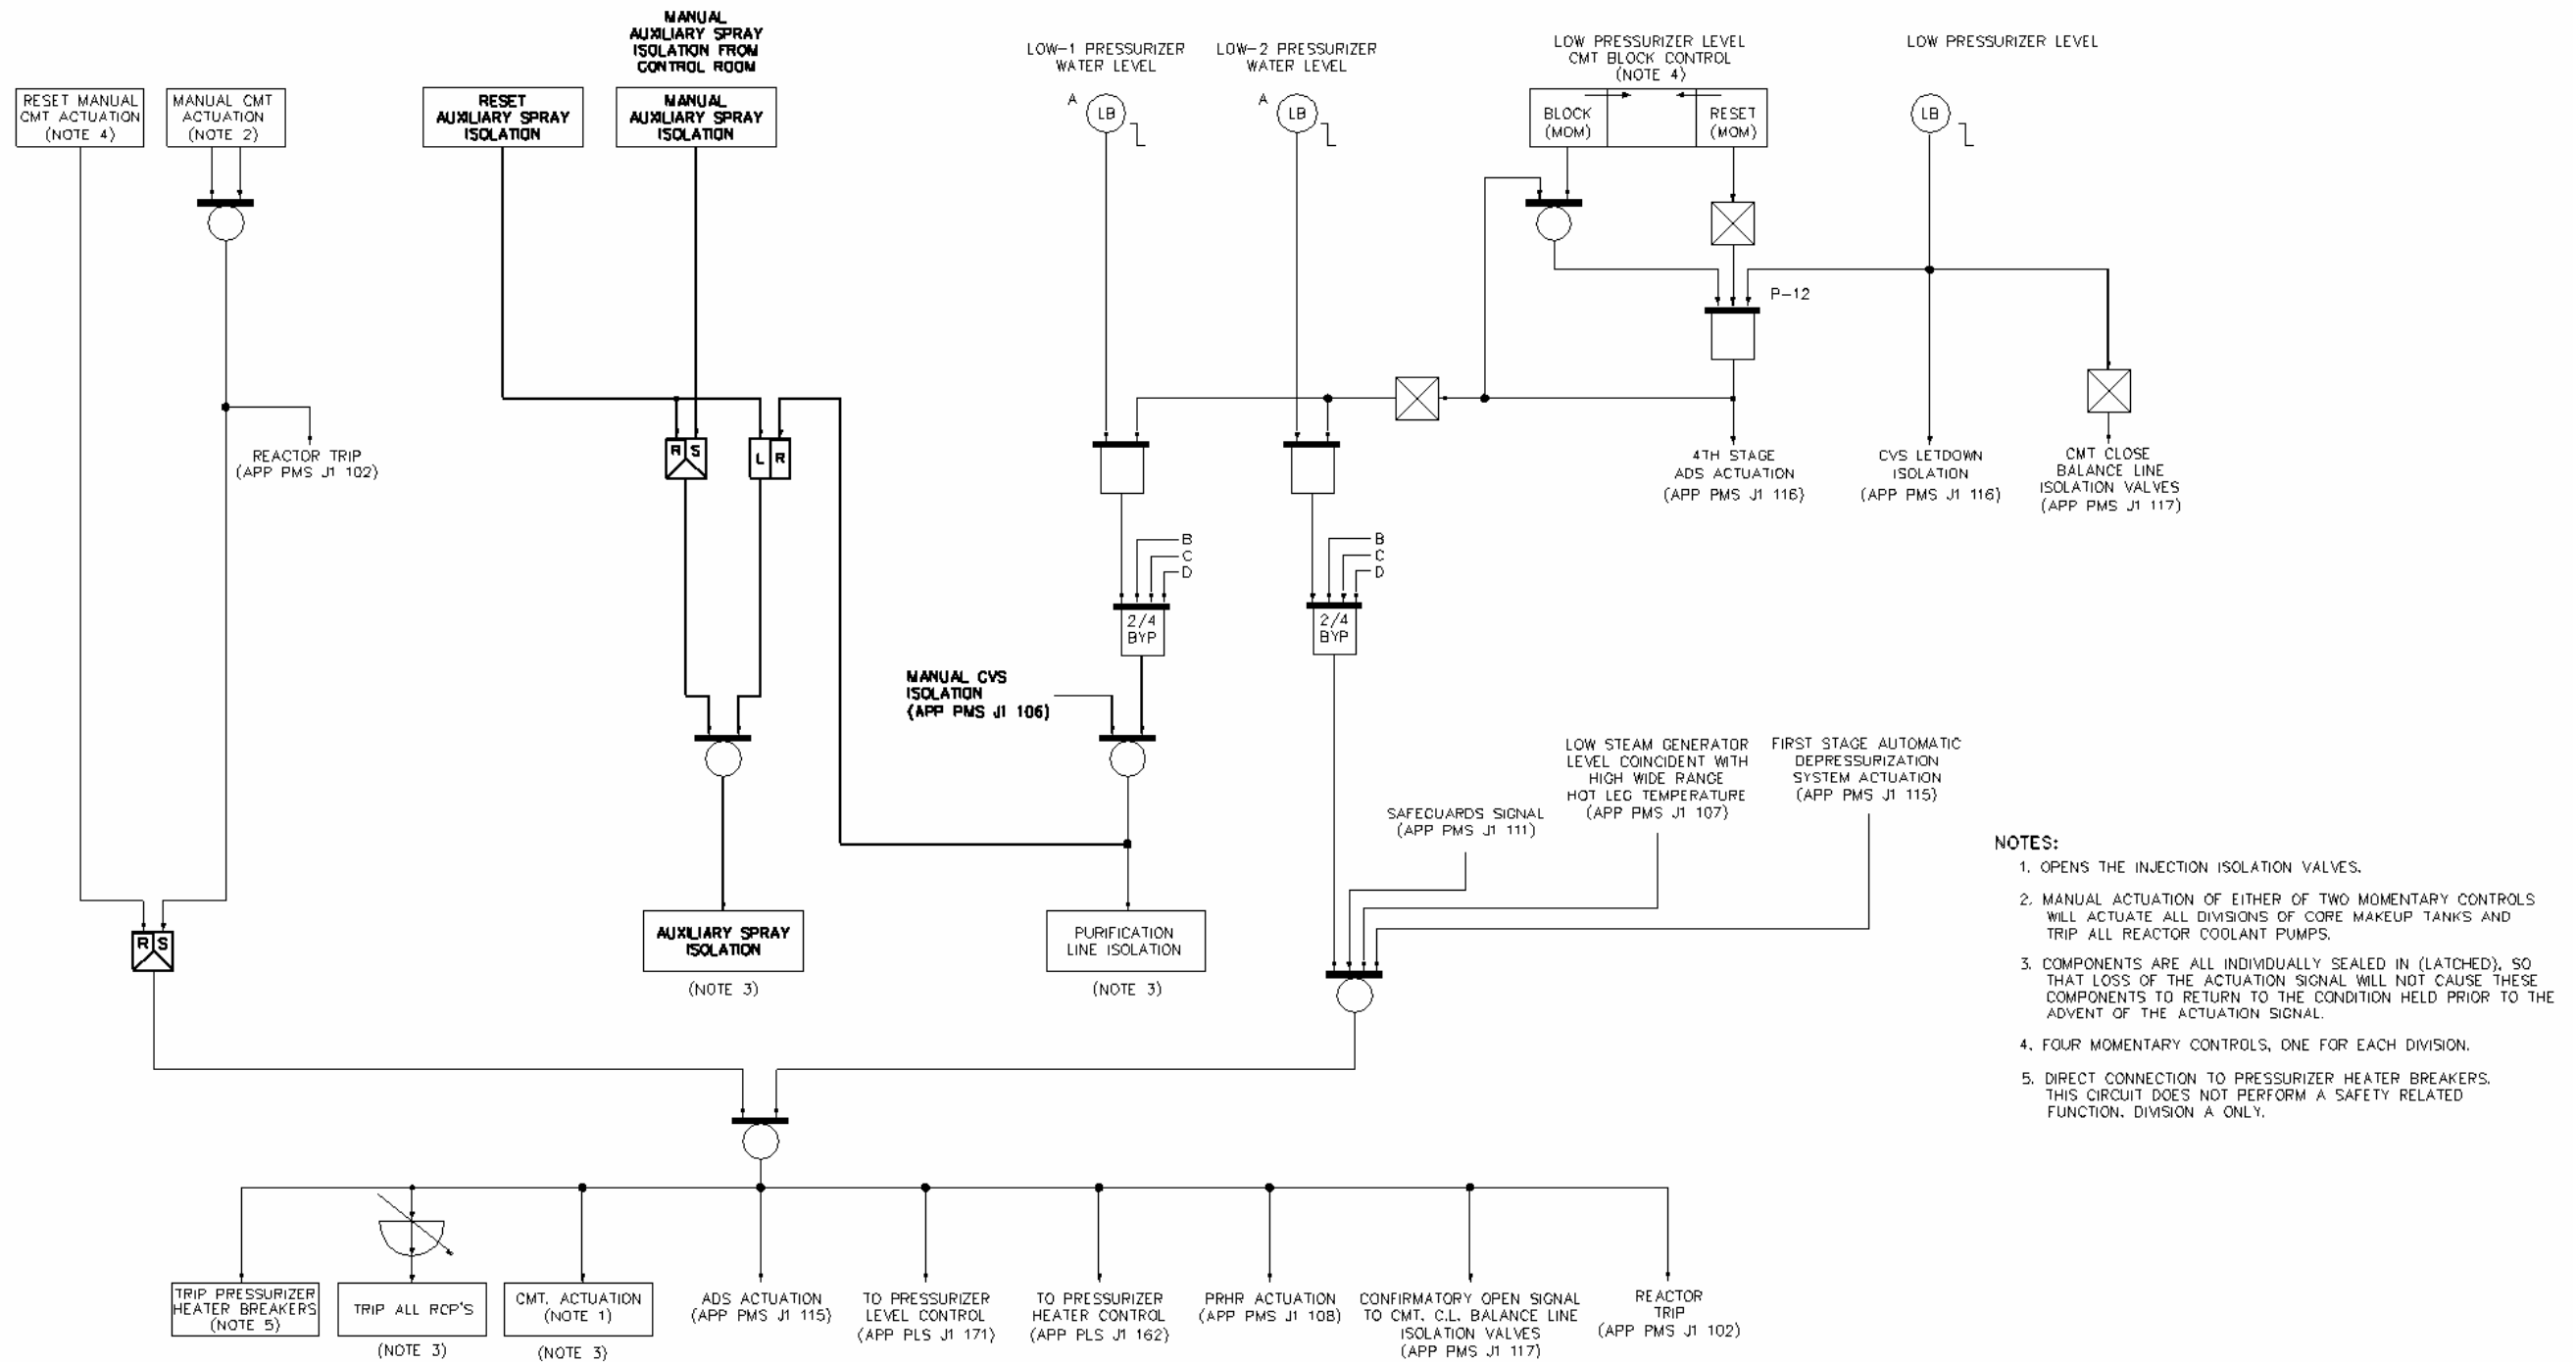 MANUAL
AUXILIARY SPRAY
ISOLATION FROM
CONTROL ROOM
LOW-1 PRESSURIZER
WATER LEVEL
LOW-2 PRESSURIZER
WATER LEVEL
LOW PRESSURIZER LEVEL
CMT BLOCK CONTROL
(NOTE 4)
LOW PRESSURIZER LEVEL
RESET MANUAL
CMT ACTUATION
(NOTE 4)
MANUAL CMT
ACTUATION
(NOTE 2)
RESET
AUXILIARY SPRAY
ISOLATION
MANUAL
AUXILIARY SPRAY
ISOLATION
A
LB
A
LB
BLOCK
(MOM)
RESET
(MOM)
LB
P-12
REACTOR TRIP
(APP PMS J1 102)
R S
L R
4TH STAGE
ADS ACTUATION
(APP PMS J1 116)
CVS LETDOWN
ISOLATION
(APP PMS J1 116)
CMT CLOSE
BALANCE LINE
ISOLATION VALVES
(APP PMS J1 117)
B
C
D
2/4
BYP
B
C
D
2/4
BYP
MANUAL CVS
ISOLATION
(APP PMS J1 106)
SAFEGUARDS SIGNAL
(APP PMS J1 111)
LOW STEAM GENERATOR
LEVEL COINCIDENT WITH
HIGH WIDE RANGE
HOT LEG TEMPERATURE
(APP PMS J1 107)
FIRST STAGE AUTOMATIC
DEPRESSURIZATION
SYSTEM ACTUATION
(APP PMS J1 115)
R S
AUXILIARY SPRAY
ISOLATION
(NOTE 3)
PURIFICATION
LINE ISOLATION
(NOTE 3)
NOTES:
1. OPENS THE INJECTION ISOLATION VALVES.
2. MANUAL ACTUATION OF EITHER OF TWO MOMENTARY CONTROLS
WILL ACTUATE ALL DIVISIONS OF CORE MAKEUP TANKS AND
TRIP ALL REACTOR COOLANT PUMPS.
3. COMPONENTS ARE ALL INDIVIDUALLY SEALED IN (LATCHED), SO
THAT LOSS OF THE ACTUATION SIGNAL WILL NOT CAUSE THESE
COMPONENTS TO RETURN TO THE CONDITION HELD PRIOR TO THE
ADVENT OF THE ACTUATION SIGNAL.
4. FOUR MOMENTARY CONTROLS, ONE FOR EACH DIVISION.
5. DIRECT CONNECTION TO PRESSURIZER HEATER BREAKERS.
THIS CIRCUIT DOES NOT PERFORM A SAFETY RELATED
FUNCTION. DIVISION A ONLY.
TRIP PRESSURIZER
HEATER BREAKERS
(NOTE 5)
TRIP ALL RCP'S
(NOTE 3)
CMT. ACTUATION
(NOTE 1)
(NOTE 3)
ADS ACTUATION
(APP PMS J1 115)
TO PRESSURIZER
LEVEL CONTROL
(APP PLS J1 171)
TO PRESSURIZER
HEATER CONTROL
(APP PLS J1 162)
PRHR ACTUATION
(APP PMS J1 108)
CONFIRMATORY OPEN SIGNAL
TO CMT. C.L. BALANCE LINE
ISOLATION VALVES
(APP PMS J1 117)
REACTOR
TRIP
(APP PMS J1 102)